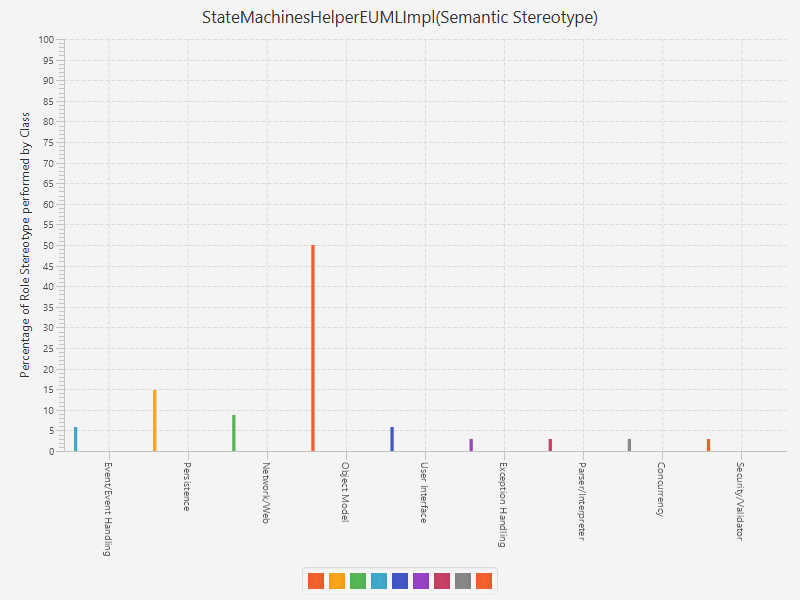 StateMachinesHelperEUMLImpl(Semantic Stereotype)
Percentage of Role Stereotype performed by Class
100
95
90
85
80
75
70
65
60
55
50
45
40
35
30
25
20
15
10
5
0
Event/Event Handling
Persistence
Network/Web
Object Model
User Interface
Exception Handling
Parser/Interpreter
Concurrency
Security/Validator